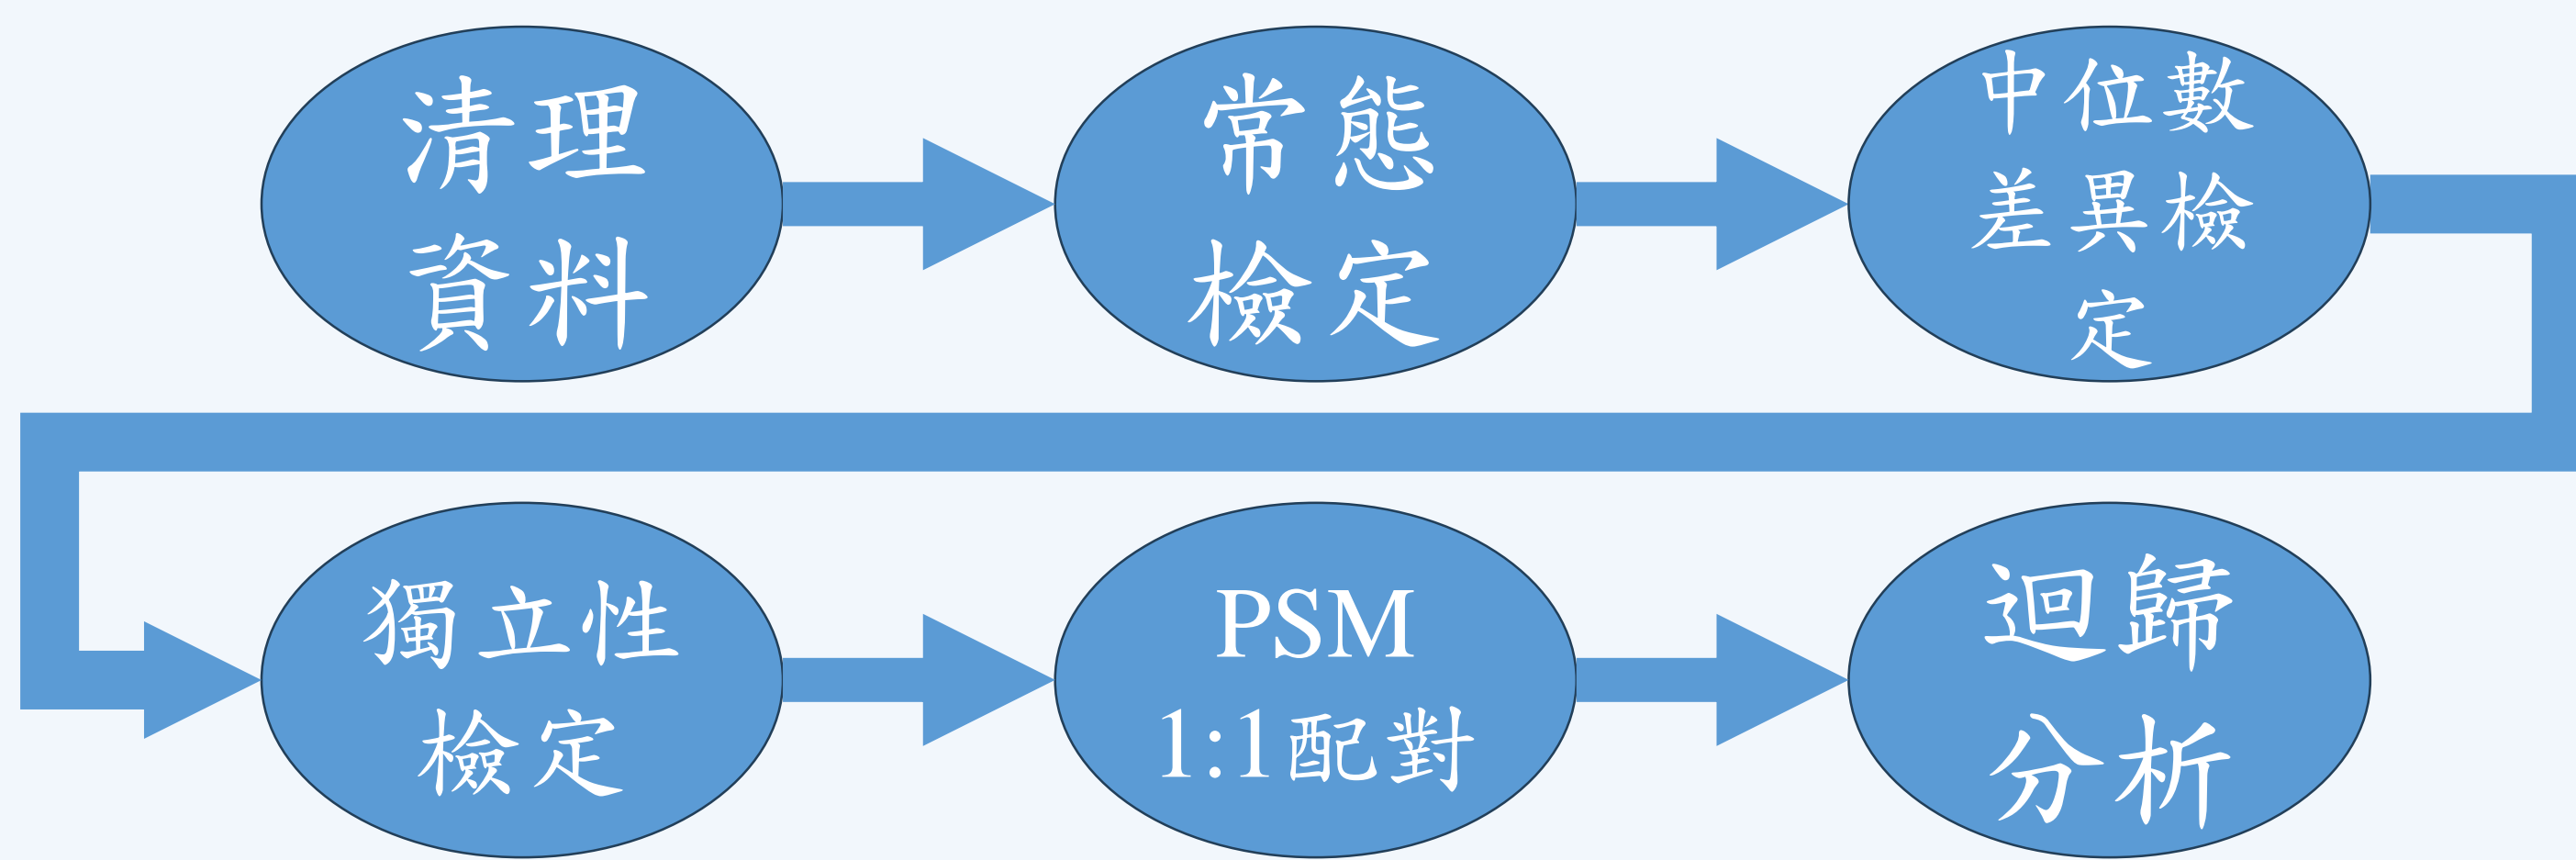 清理
資料
常態
檢定
中位數
差異檢
定
獨立性
檢定
PSM
1:1配對
迴歸
分析